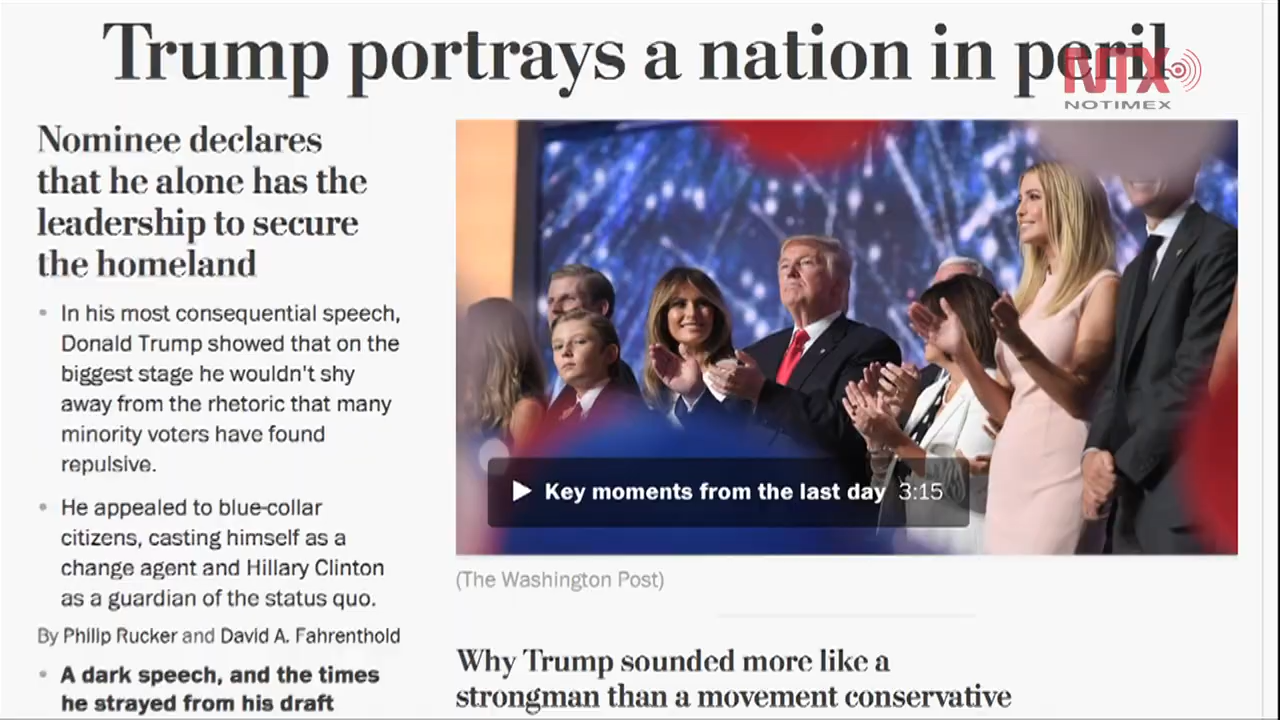 Trump portrays a nation in peril
NTX
NOTIMEX
Nominee declares
that he alone has the
leadership to secure
the homeland
In his most consequential speech,
Donald Trump showed that on the
biggest stage he wouldn't shy
away from the rhetoric that many
minority voters have found
repulsive.
He appealed to blue-collar
citizens, casting himself as a
change agent and Hillary Clinton
as a guardian of the status quo.
By Philip Rucker and David A. Fahrenthold
A dark speech, and the times
he strayed from his draft
Key moments from the last day 3:15
(The Washington Post)
Why Trump sounded more like a
strongman than a movement conservative